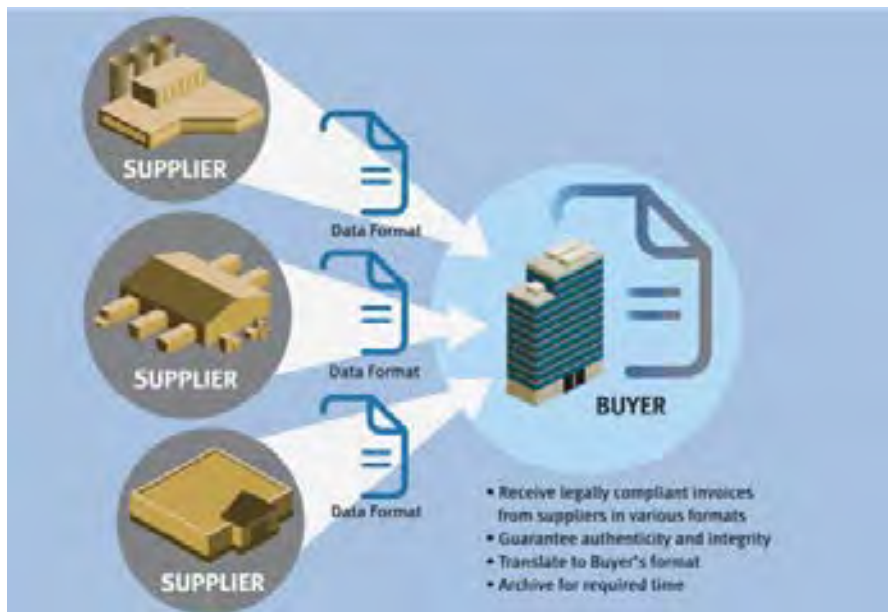 SUPPLIER
Data Format
SUPPLIER
Data Format
SUPPLIER
Data Format
BUYER
• Receive legally compliant invoices
from suppliers in various formats
• Guarantee authenticity and integrity
• Translate to Buyer's format
• Archive for required time